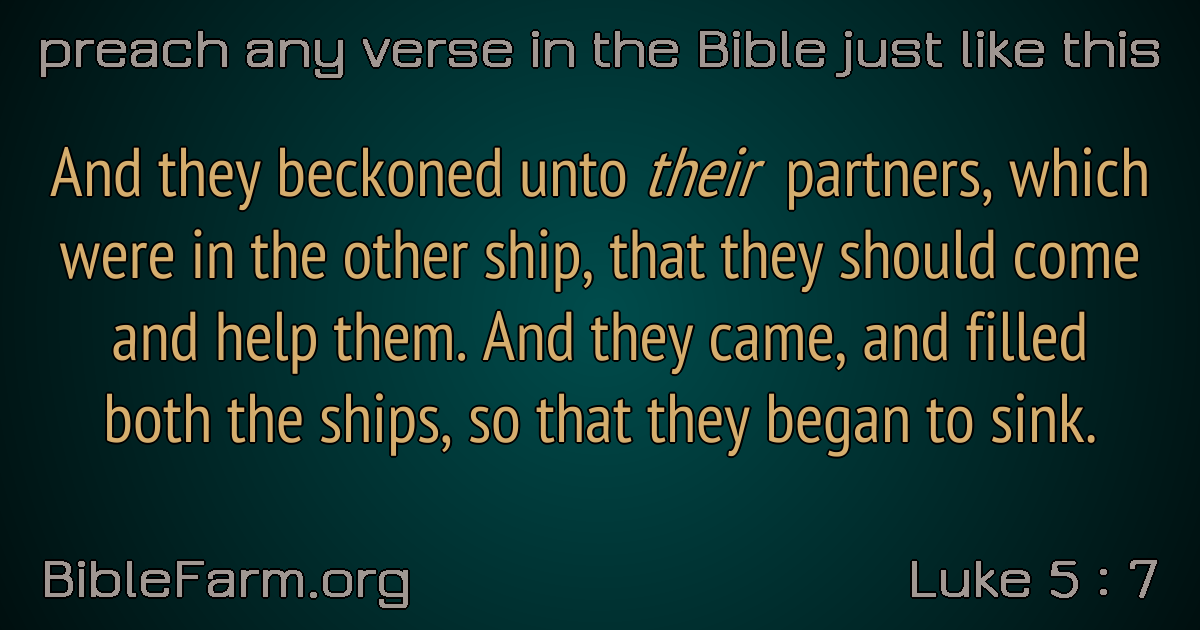 preach any verse in the Bible just like this
And they beckoned unto their partners, which
were in the other ship, that they should come
and help them. And they came, and filled
both the ships, so that they began to sink.
BibleFarm.org
Luke 5 : 7